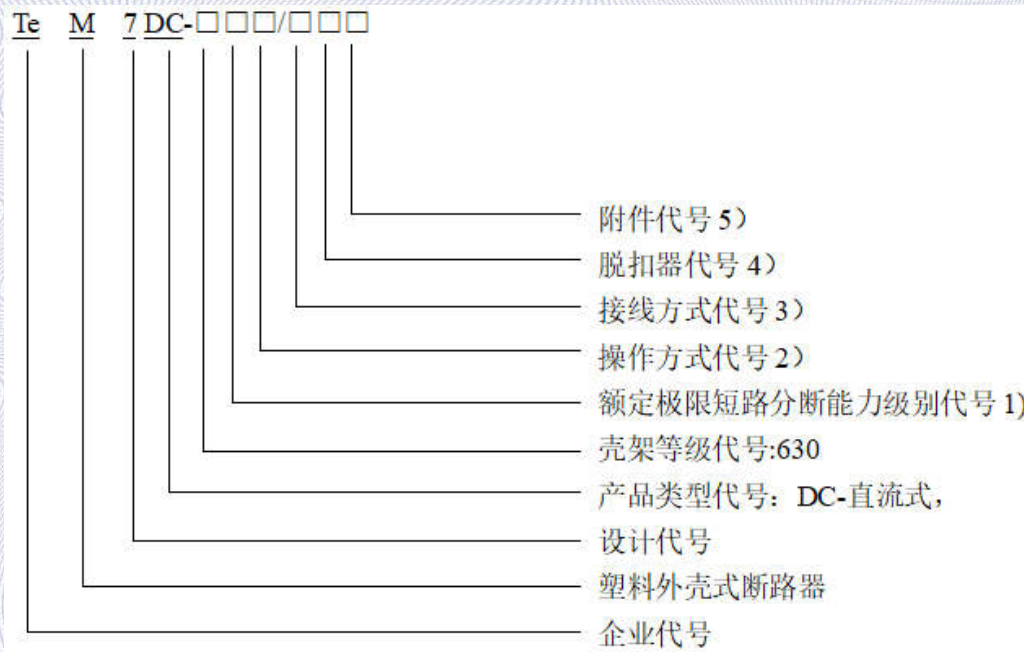 Te M 7 DC-□□□/□□□
附件代号 5）
脱扣器代号 4）
接线方式代号 3）
操作方式代号 2）
额定极限短路分断能力级别代号 1)
壳架等级代号:630
产品类型代号：DC-直流式，
设计代号
塑料外壳式断路器
企业代号